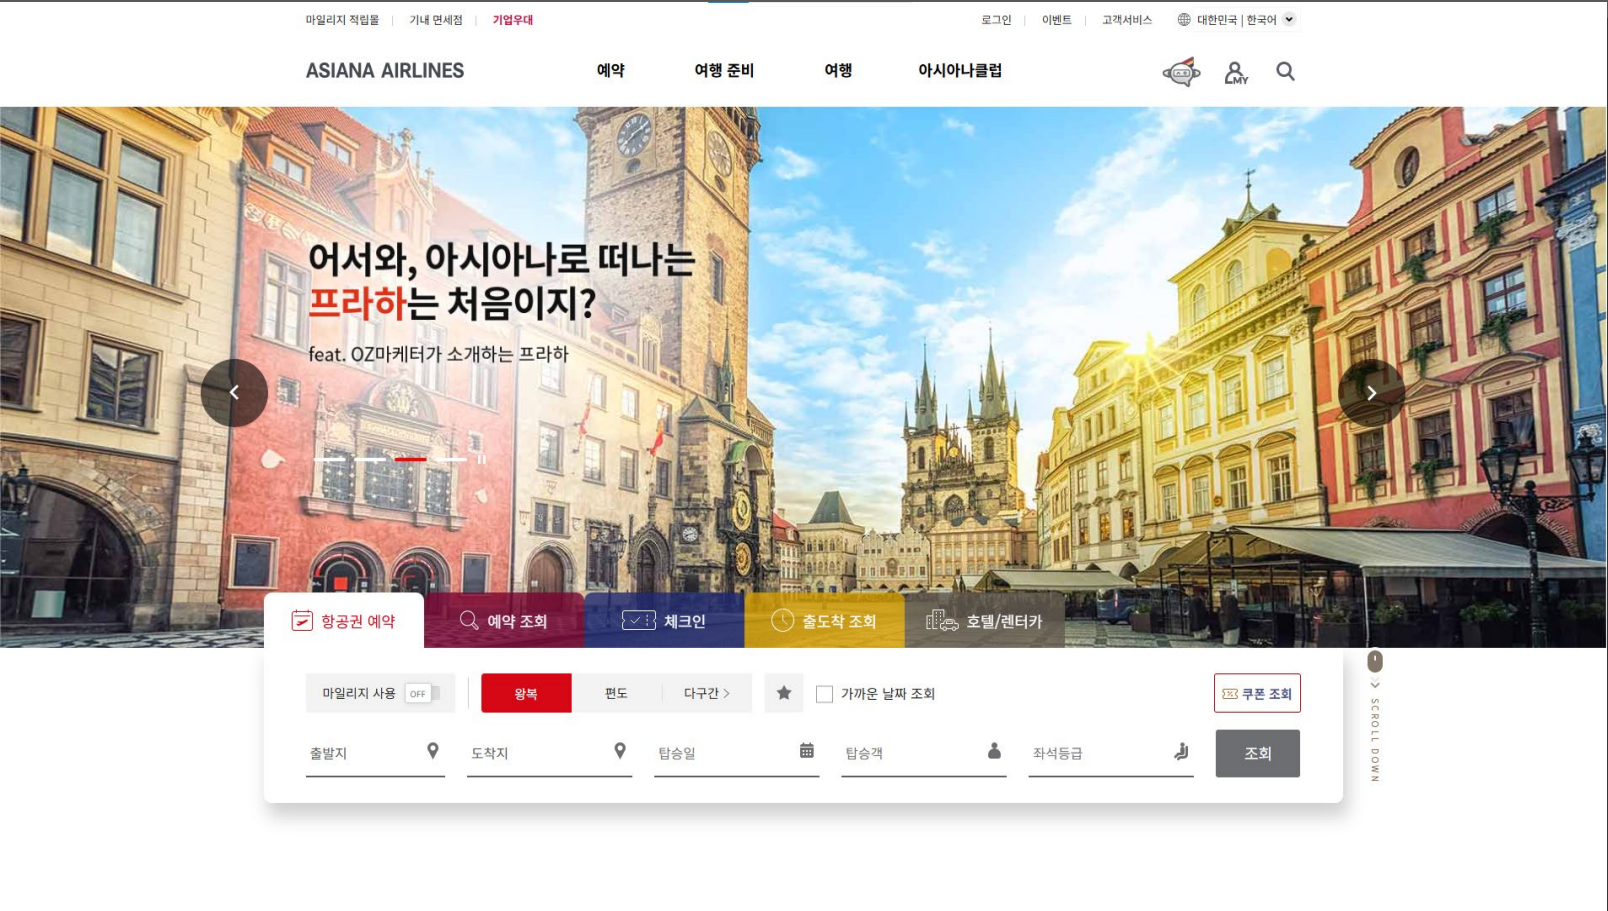 마일리지 적립몰
기내 면세점
기업우대
로그인
이벤트
고객서비스
대한민국 | 한국어
ASIANA AIRLINES
예약
여행 준비
여행
아시아나클럽
MY
어서와, 아시아나로 떠나는
프라하는 처음이지?
feat. OZ마케터가 소개하는 프라하
항공권 예약
예약 조회
체크인
출도착 조회
호텔/렌터카
마일리지 사용 OFF
왕복
편도
다구간 >
가까운 날짜 조회
쿠폰 조회
출발지
도착지
탑승일
탑승객
좌석등급
조회
SCROLL DOWN